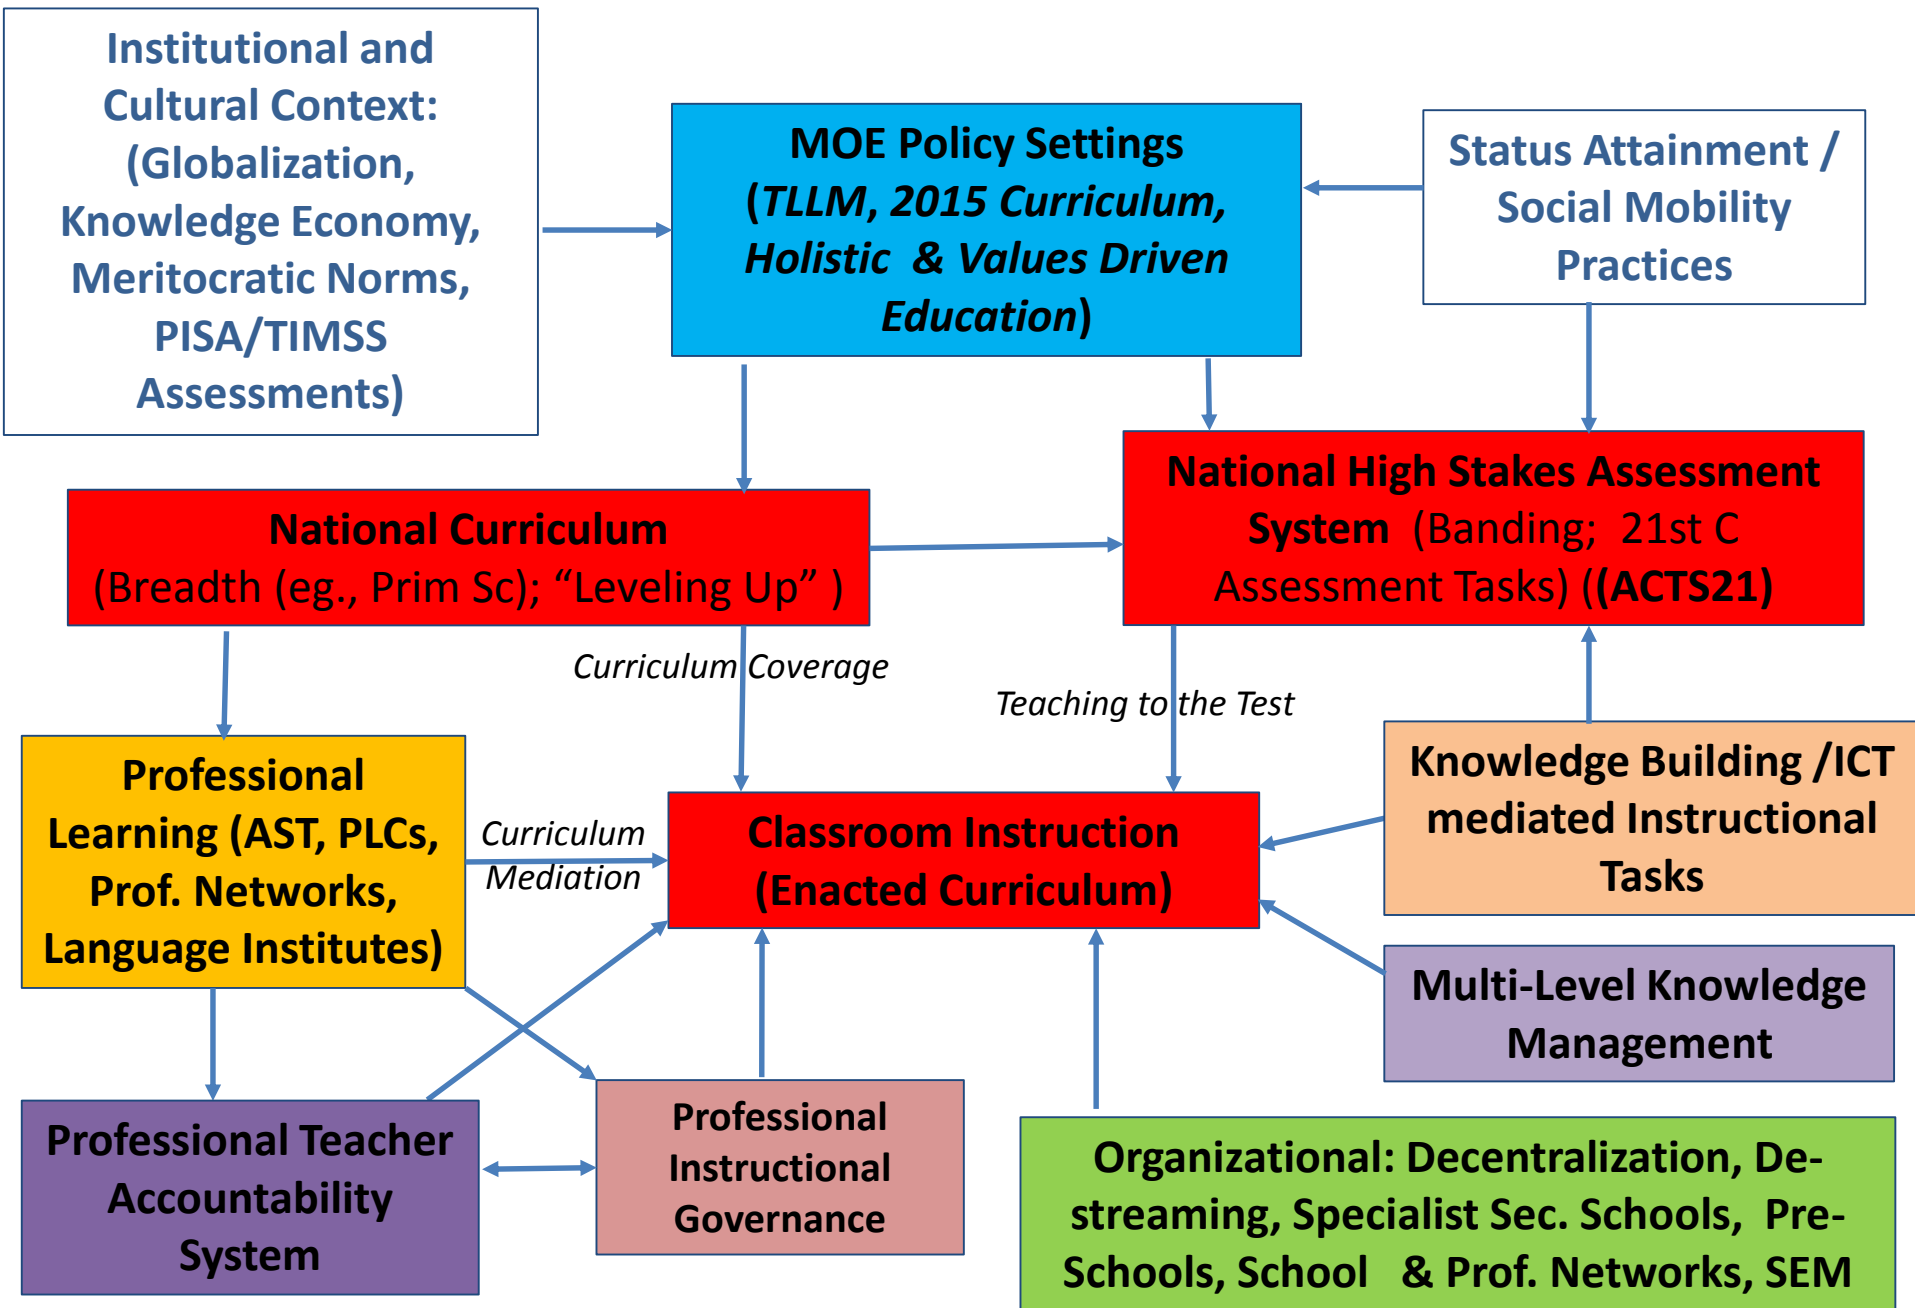 Institutional and
Cultural Context:
(Globalization,
Knowledge Economy,
Meritocratic Norms,
PISA/TIMSS
Assessments)
MOE Policy Settings
(TLLM, 2015 Curriculum,
Holistic & Values Driven
Education)
Status Attainment /
Social Mobility
Practices
National Curriculum
(Breadth (eg., Prim Sc); “Leveling Up” )
National High Stakes Assessment
System (Banding; 21st C
Assessment Tasks) ((ACTS21)
Curriculum Coverage
Teaching to the Test
Professional
Learning (AST, PLCs,
Prof. Networks,
Language Institutes)
Curriculum
Mediation
Classroom Instruction
(Enacted Curriculum)
Knowledge Building /ICT
mediated Instructional
Tasks
Multi-Level Knowledge
Management
Professional Teacher
Accountability
System
Professional
Instructional
Governance
Organizational: Decentralization, De-
streaming, Specialist Sec. Schools, Pre-
Schools, School & Prof. Networks, SEM